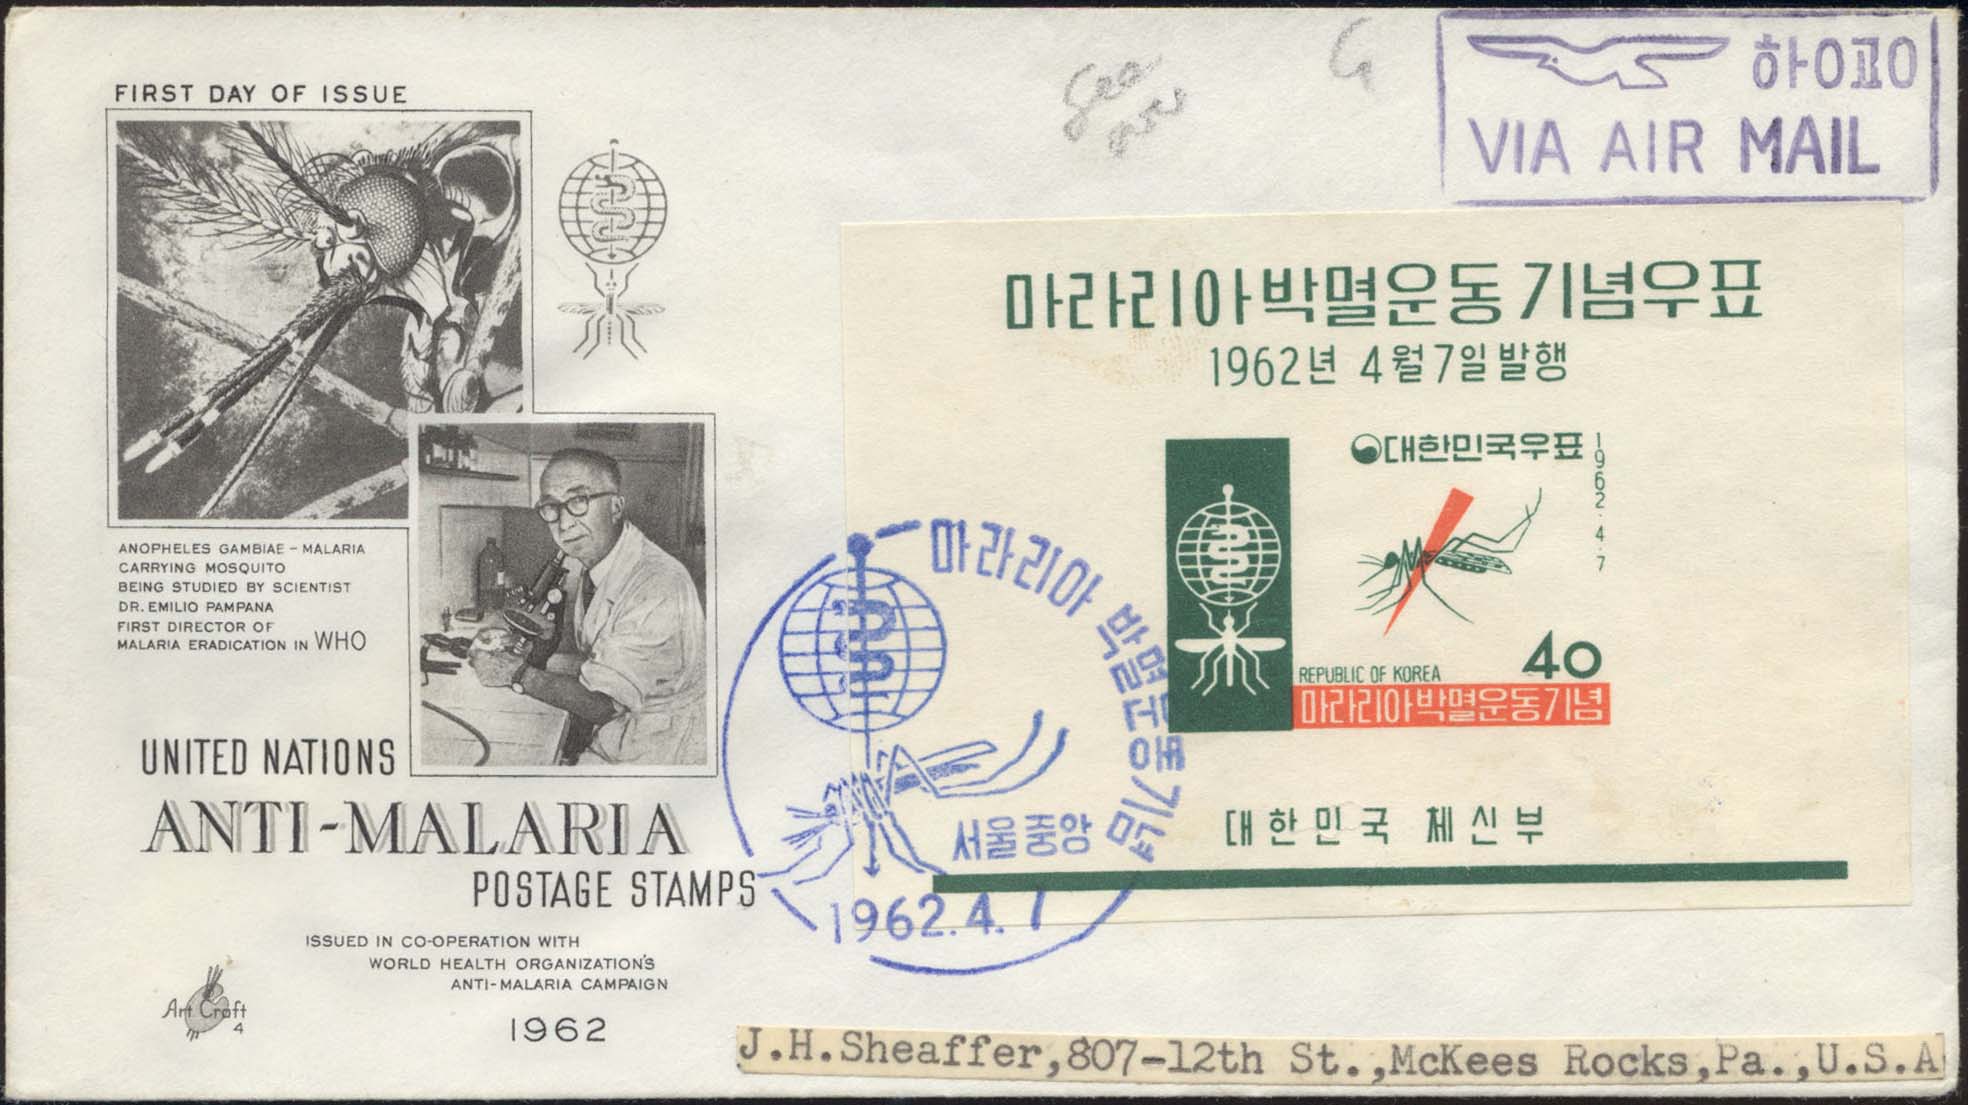 FIRST DAY OF ISSUE
ANOPHELES GAMBIAE – MALARIA
CARRYING MOSQUITO
BEING STUDIED BY SCIENTIST
DR. EMILIO PAMPANA
FIRST DIRECTOR OF
MALARIA ERADICATION IN WHO
UNITED NATIONS
ANTI-MALARIA
POSTAGE STAMPS
ISSUED IN CO-OPERATION WITH
WORLD HEALTH ORGANIZATION'S
ANTI-MALARIA CAMPAIGN
1962
Art Craft
4
G
VIA AIR MAIL
마라리아박멸운동기념우표
1962년 4월7일발행
대한민국우표
1962.4.7
40
REPUBLIC OF KOREA
마라리아박멸운동기념
대한민국 체신부
마라리아 박멸운동기념
서울중앙
1962.4.7
J.H.Sheaffer,807-12th St.,McKees Rocks,Pa.,U.S.A